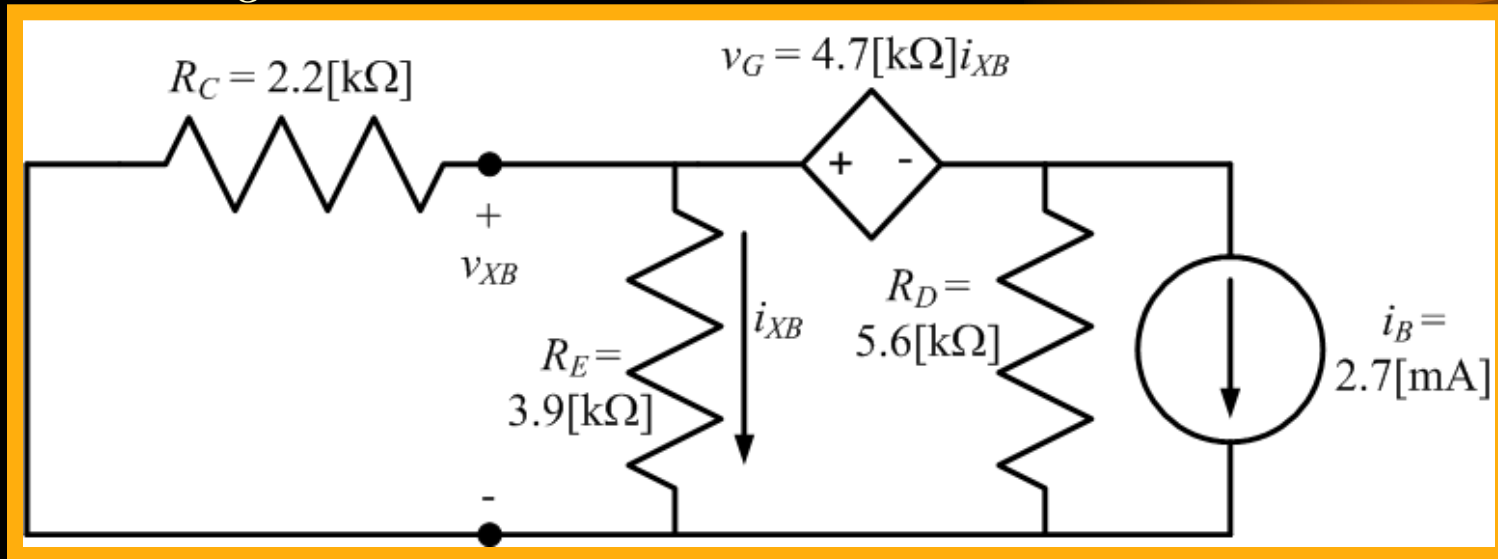 g
R_C = 2.2[kΩ]
v_G = 4.7[kΩ]i_XB
+ -
+
v_XB
-
R_E =
3.9[kΩ]
i_XB
R_D =
5.6[kΩ]
i_B =
2.7[mA]